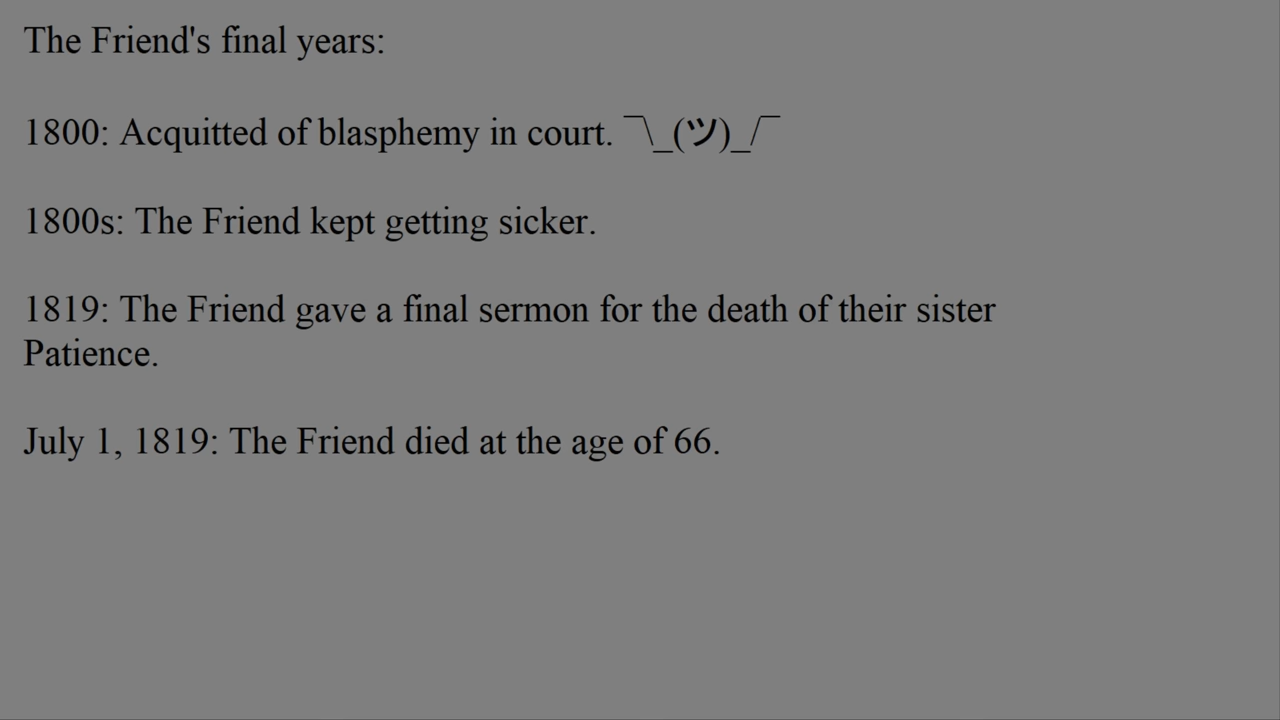 The Friend's final years:
1800: Acquitted of blasphemy in court. ¯\_(ツ)_/¯
1800s: The Friend kept getting sicker.
1819: The Friend gave a final sermon for the death of their sister
Patience.
July 1, 1819: The Friend died at the age of 66.